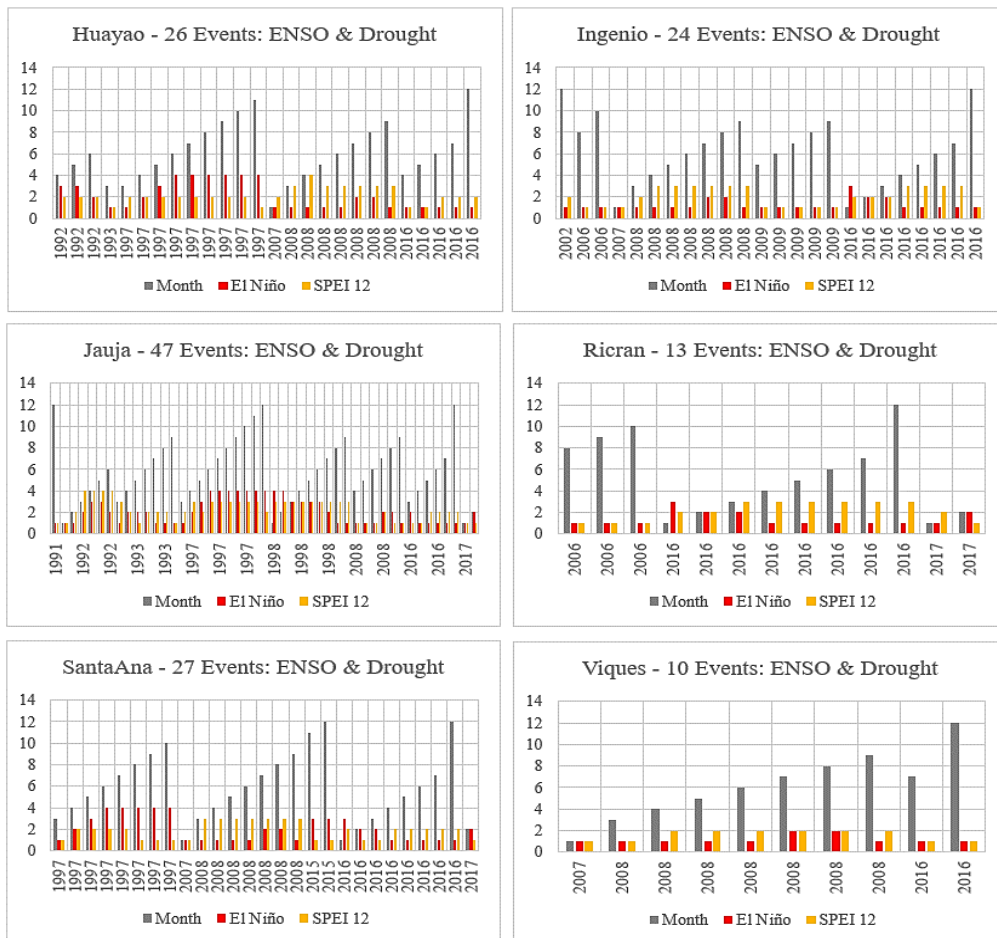 Huayao - 26 Events: ENSO & Drought
14
12
10
8
6
4
2
0
1992 1992 1992 1993 1997 1997 1997 1997 1997 1997 1997 1997 1997 2007 2008 2008 2008 2008 2008 2008 2008 2016 2016 2016 2016 2016
Month El Niño SPEI 12
Ingenio - 24 Events: ENSO & Drought
14
12
10
8
6
4
2
0
2002 2006 2006 2007 2008 2008 2008 2008 2008 2008 2008 2009 2009 2009 2009 2009 2016 2016 2016 2016 2016 2016 2016 2016
Month El Niño SPEI 12
Jauja - 47 Events: ENSO & Drought
14
12
10
8
6
4
2
0
1991 1992 1992 1993 1993 1997 1997 1997 1998 1998 1998 2008 2008 2016 2016 2017
Month El Niño SPEI 12
Ricran - 13 Events: ENSO & Drought
14
12
10
8
6
4
2
0
2006 2006 2006 2016 2016 2016 2016 2016 2016 2016 2016 2017 2017
Month El Niño SPEI 12
SantaAna - 27 Events: ENSO & Drought
14
12
10
8
6
4
2
0
1997 1997 1997 1997 1997 1997 1997 1997 2007 2008 2008 2008 2008 2008 2008 2008 2015 2015 2016 2016 2016 2016 2016 2016 2016 2016 2017
Month El Niño SPEI 12
Viques - 10 Events: ENSO & Drought
14
12
10
8
6
4
2
0
2007 2008 2008 2008 2008 2008 2008 2008 2016 2016
Month El Niño SPEI 12